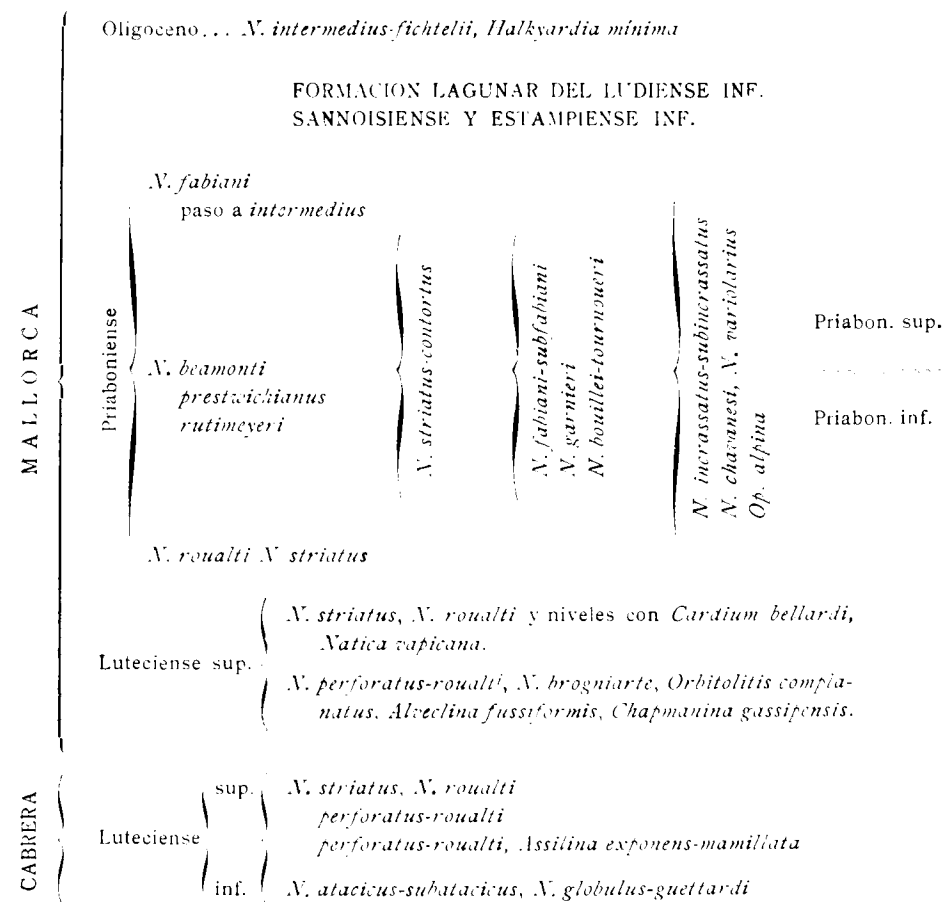 Oligoceno... N. intermedius-fichtelii, Halkyardia mínima
FORMACION LAGUNAR DEL LUDIENSE INF.
SANNOISIENSE Y ESTAMPIENSE INF.
MALLORCA
Priaboniense
N. fabiani
paso a intermedius
N. beamonti
prestwichianus
rutimeyeri
N. striatus-contortus
N. fabiani-subfabiani
N. garnieri
N. bouillei-tournoueri
N. incrassatus-subincrassatus
N. chavanesi, N. variolarius
Op. alpina
Priabon. sup.
Priabon. inf.
N. roualti N striatus
Luteciense sup.
N. striatus, N. roualti y niveles con Cardium bellardi,
Natica vapicana.
N. perforatus-roualti, N. brogniarte, Orbitolitis compla-
natus, Alveclina fussiformis, Chapmanina gassipensis.
CABRERA
Luteciense
sup.
N. striatus, N. roualti
perforatus-roualti
perforatus-roualti, Assilina exponens-mamillata
inf.
N. atacicus-subatacicus, N. globulus-guettardi